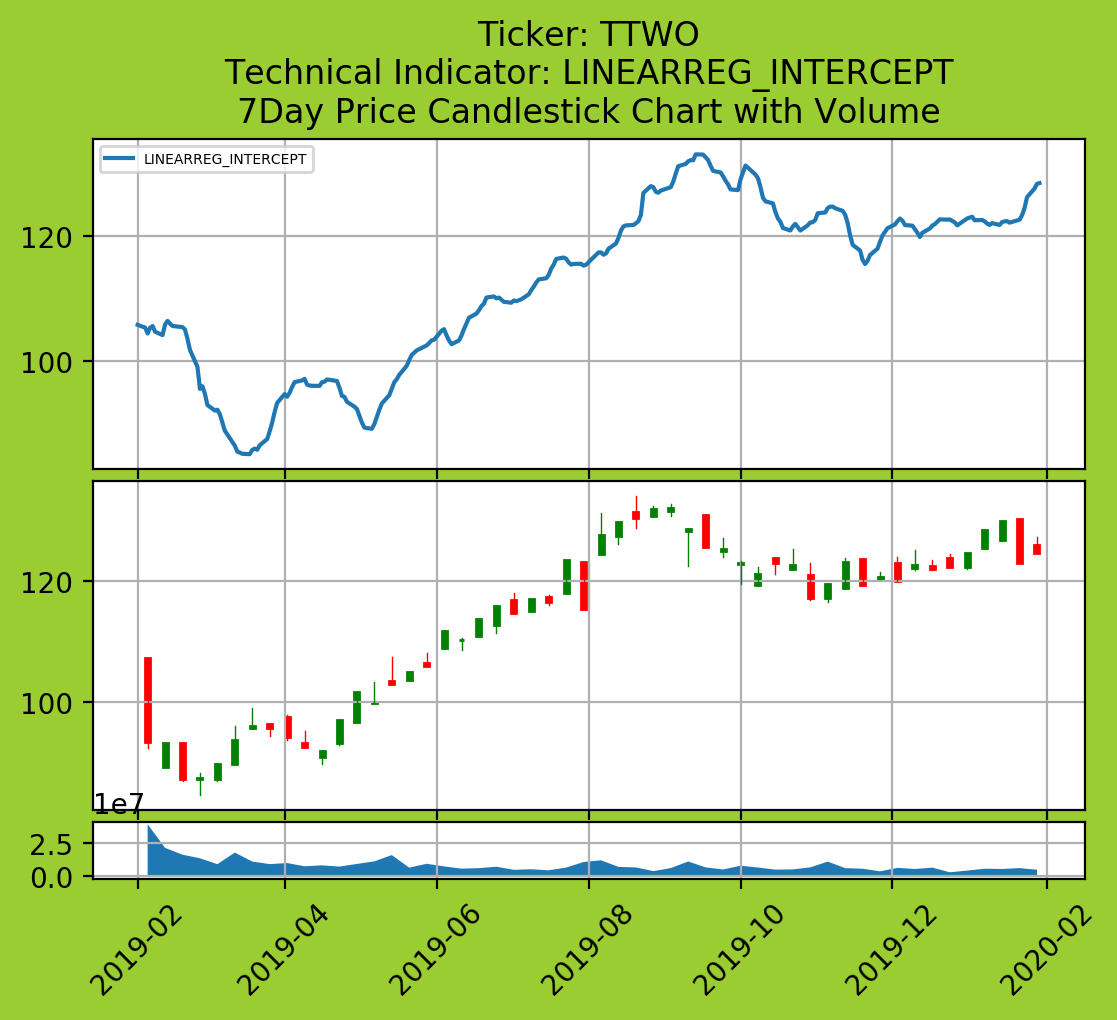 Ticker: TTWO
Technical Indicator: LINEARREG_INTERCEPT
7Day Price Candlestick Chart with Volume
LINEARREG_INTERCEPT
120
100
120
100
1e7
2.5
0.0
2019-02
2019-04
2019-06
2019-08
2019-10
2019-12
2020-02